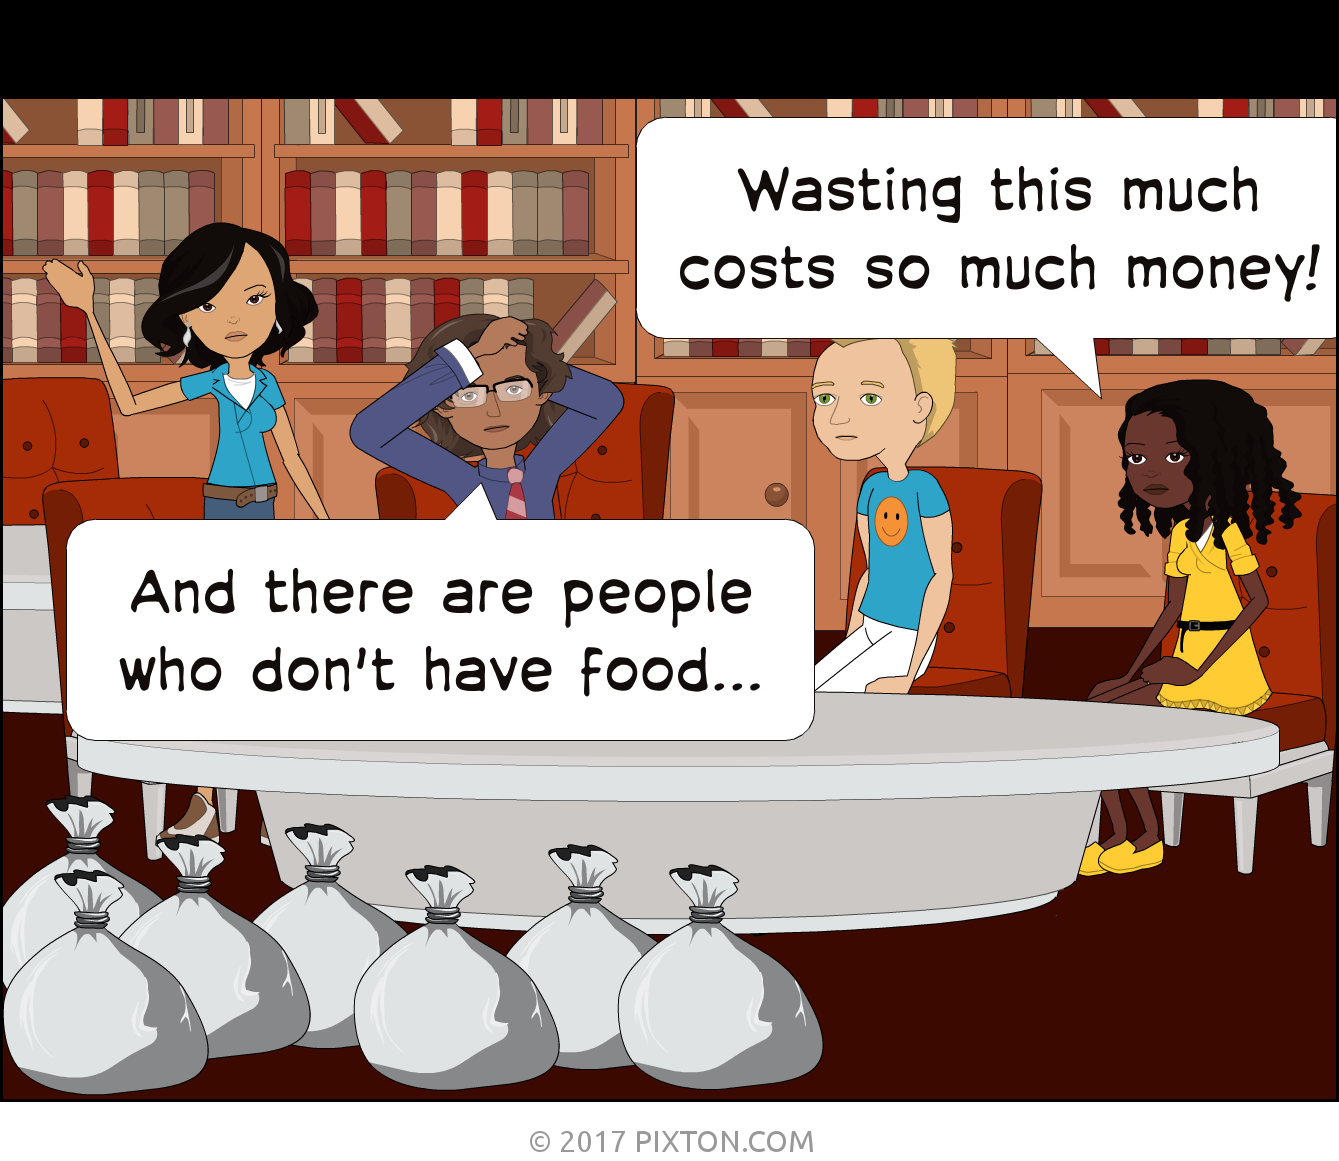 Wasting this much
costs so much money!
And there are people
who don't have food...
© 2017 PIXTON.COM